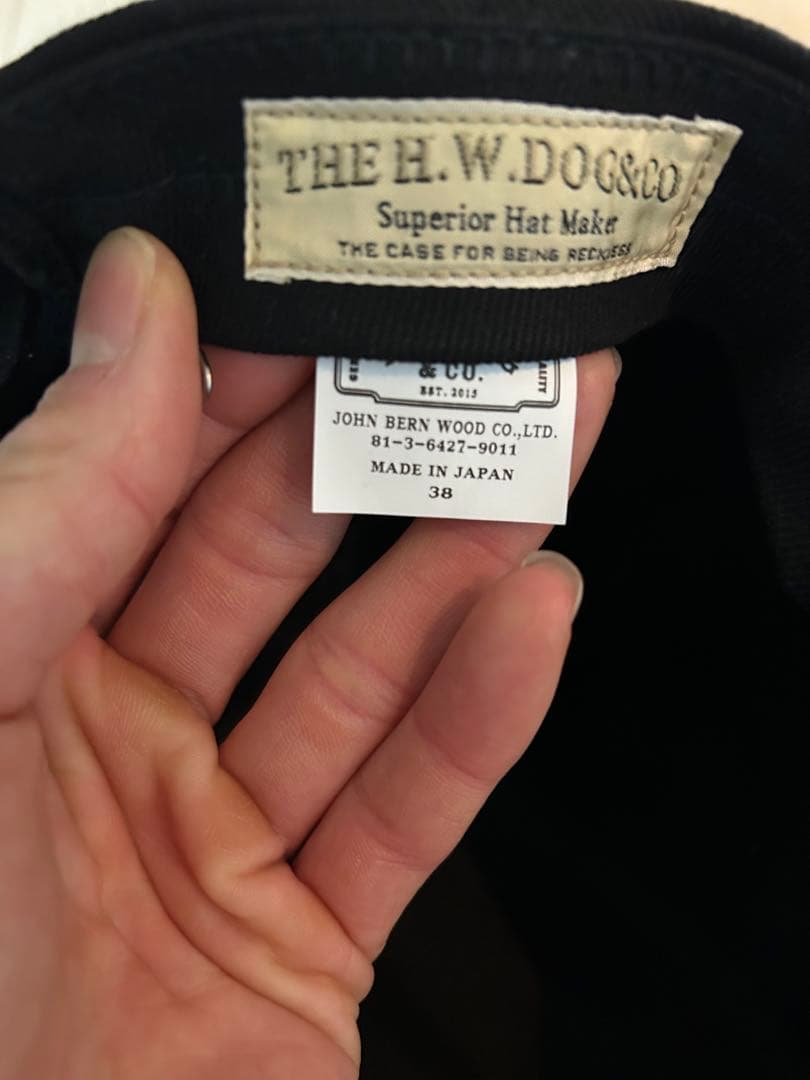 THE H.W.DOG&CO
Superior Hat Maker
THE CASE FOR BEING RECKLESS
& CO.
EST. 2015
JOHN BERN WOOD CO.,LTD.
81-3-6427-9011
MADE IN JAPAN
38